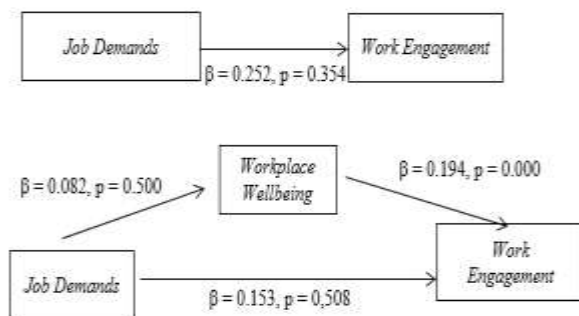 Job Demands
Work Engagement
β = 0.252, p = 0.354
Workplace
Wellbeing
β = 0.082, p = 0.500
β = 0.194, p = 0.000
Work
Engagement
Job Demands
β = 0.153, p = 0,508